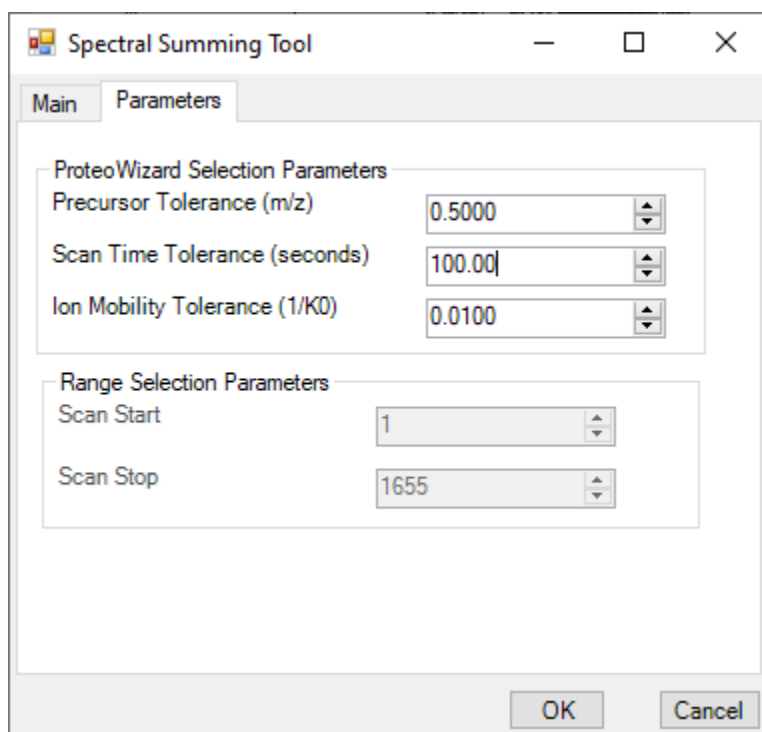 Spectral Summing Tool
Main Parameters
ProteoWizard Selection Parameters
Precursor Tolerance (m/z) 0.5000
Scan Time Tolerance (seconds) 100.00
Ion Mobility Tolerance (1/K0) 0.0100
Range Selection Parameters
Scan Start 1
Scan Stop 1655
OK Cancel